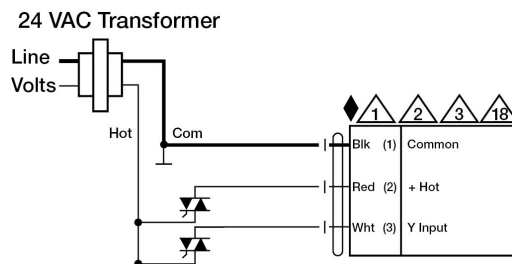 24 VAC Transformer
Line
Volts
Hot
Com
1 2 3 18
Blk (1) Common
Red (2) + Hot
Wht (3) Y Input